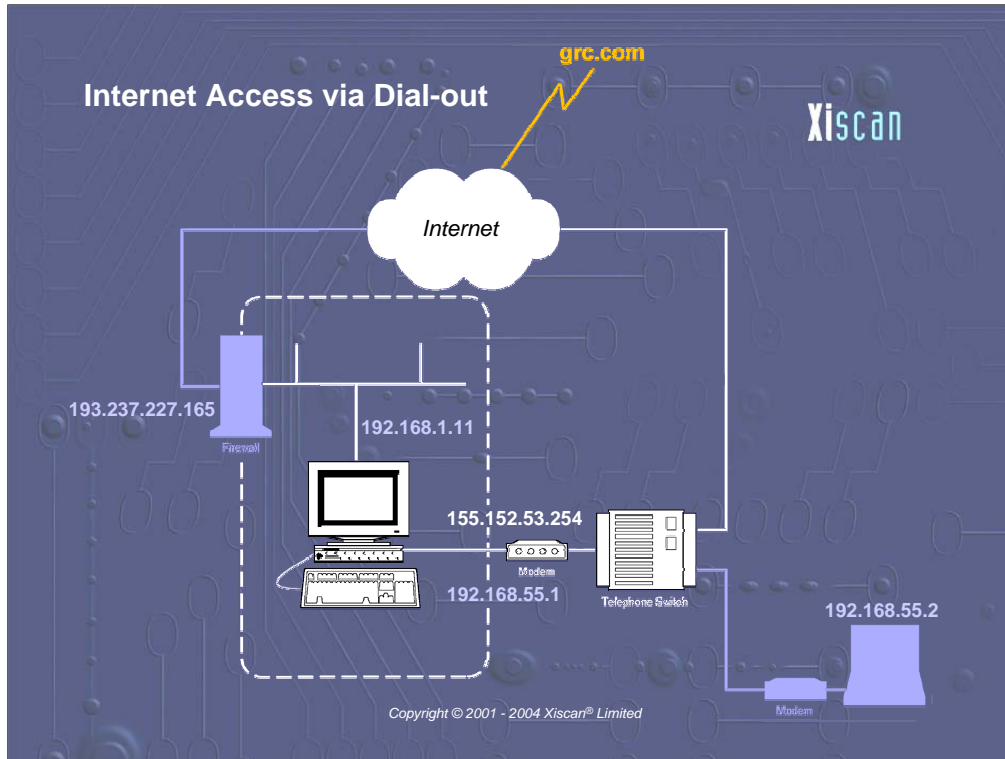 grc.com
Internet Access via Dial-out
Xiscan
Internet
193.237.227.165
Firewall
192.168.1.11
155.152.53.254
Modem
192.168.55.1
Telephone Switch
192.168.55.2
Modem
Copyright © 2001 - 2004 Xiscan® Limited